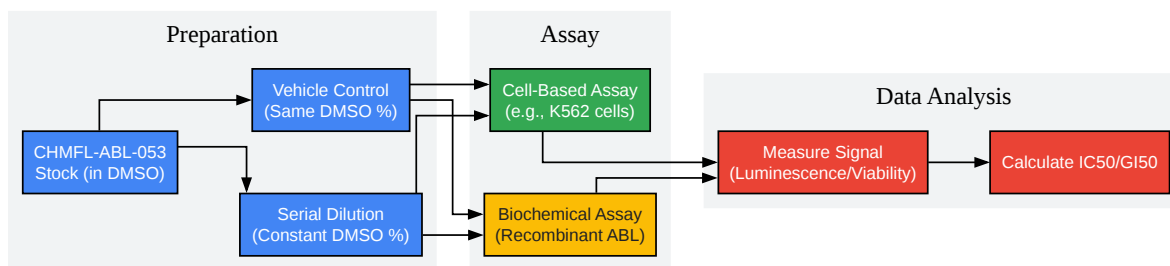 Preparation
Assay
Data Analysis
CHMFL-ABL-053
Stock (in DMSO)
Vehicle Control
(Same DMSO %)
Serial Dilution
(Constant DMSO %)
Cell-Based Assay
(e.g., K562 cells)
Biochemical Assay
(Recombinant ABL)
Measure Signal
(Luminescence/Viability)
Calculate IC50/GI50